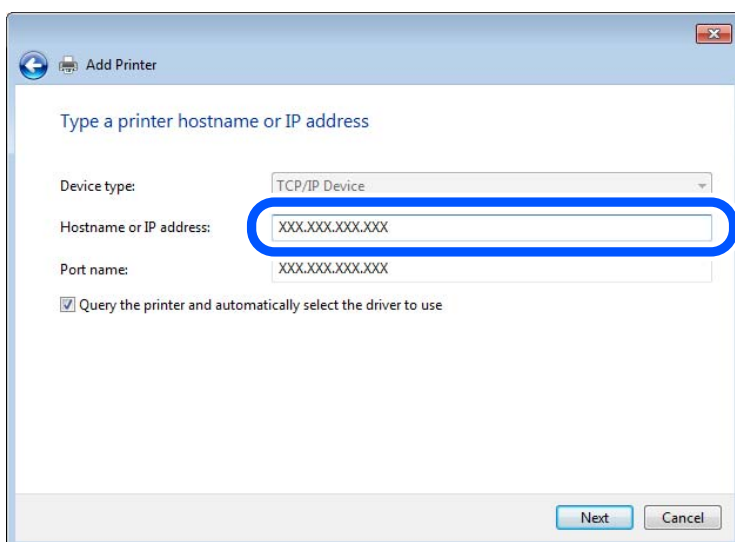 Add Printer
Type a printer hostname or IP address
Device type: TCP/IP Device
Hostname or IP address: XXX.XXX.XXX.XXX
Port name: XXX.XXX.XXX.XXX
Query the printer and automatically select the driver to use
Next Cancel